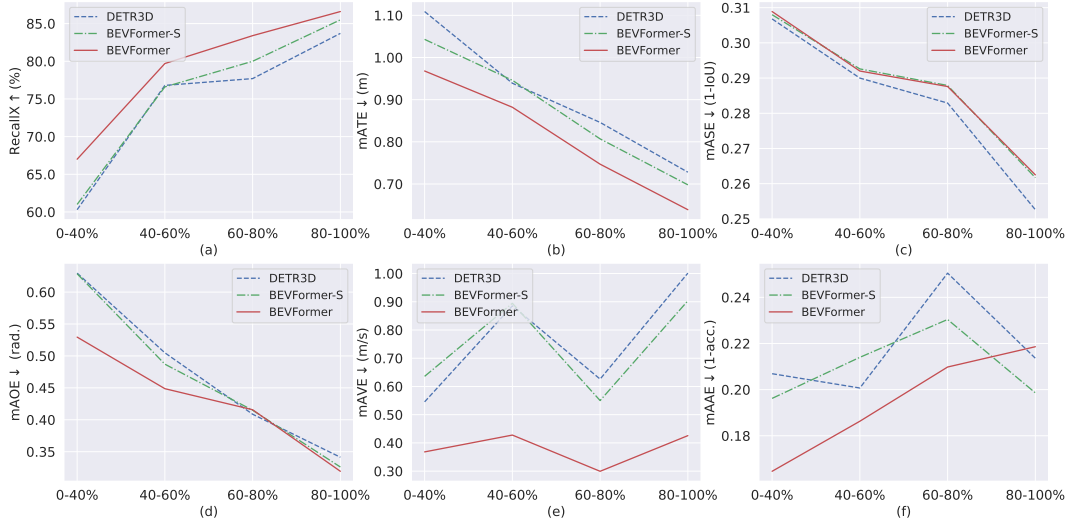 RecallX ↑ (%)
85.0
80.0
75.0
70.0
65.0
60.0
DETR3D
BEVFormer-S
BEVFormer
0-40% 40-60% 60-80% 80-100%
(a)
mATE ↓ (m)
1.10
1.00
0.90
0.80
0.70
DETR3D
BEVFormer-S
BEVFormer
0-40% 40-60% 60-80% 80-100%
(b)
mASE ↓ (1-IoU)
0.31
0.30
0.29
0.28
0.27
0.26
0.25
DETR3D
BEVFormer-S
BEVFormer
0-40% 40-60% 60-80% 80-100%
(c)
mAOE ↓ (rad.)
0.60
0.55
0.50
0.45
0.40
0.35
DETR3D
BEVFormer-S
BEVFormer
0-40% 40-60% 60-80% 80-100%
(d)
mAVE ↓ (m/s)
1.00
0.90
0.80
0.70
0.60
0.50
0.40
0.30
DETR3D
BEVFormer-S
BEVFormer
0-40% 40-60% 60-80% 80-100%
(e)
mAAE ↓ (1-acc.)
0.24
0.22
0.20
0.18
DETR3D
BEVFormer-S
BEVFormer
0-40% 40-60% 60-80% 80-100%
(f)